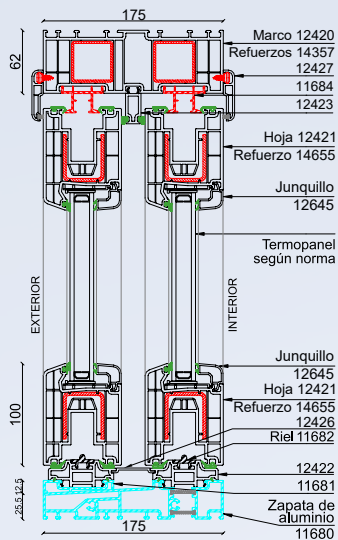 175
62
Marco 12420
Refuerzos 14357
12427
11684
12423
Hoja 12421
Refuerzo 14655
Junquillo
12645
Termopanel
según norma
EXTERIOR
INTERIOR
Junquillo
12645
100
Hoja 12421
Refuerzo 14655
12426
Riel 11682
12422
11681
25.5 12.5
Zapata de
aluminio
11680
175